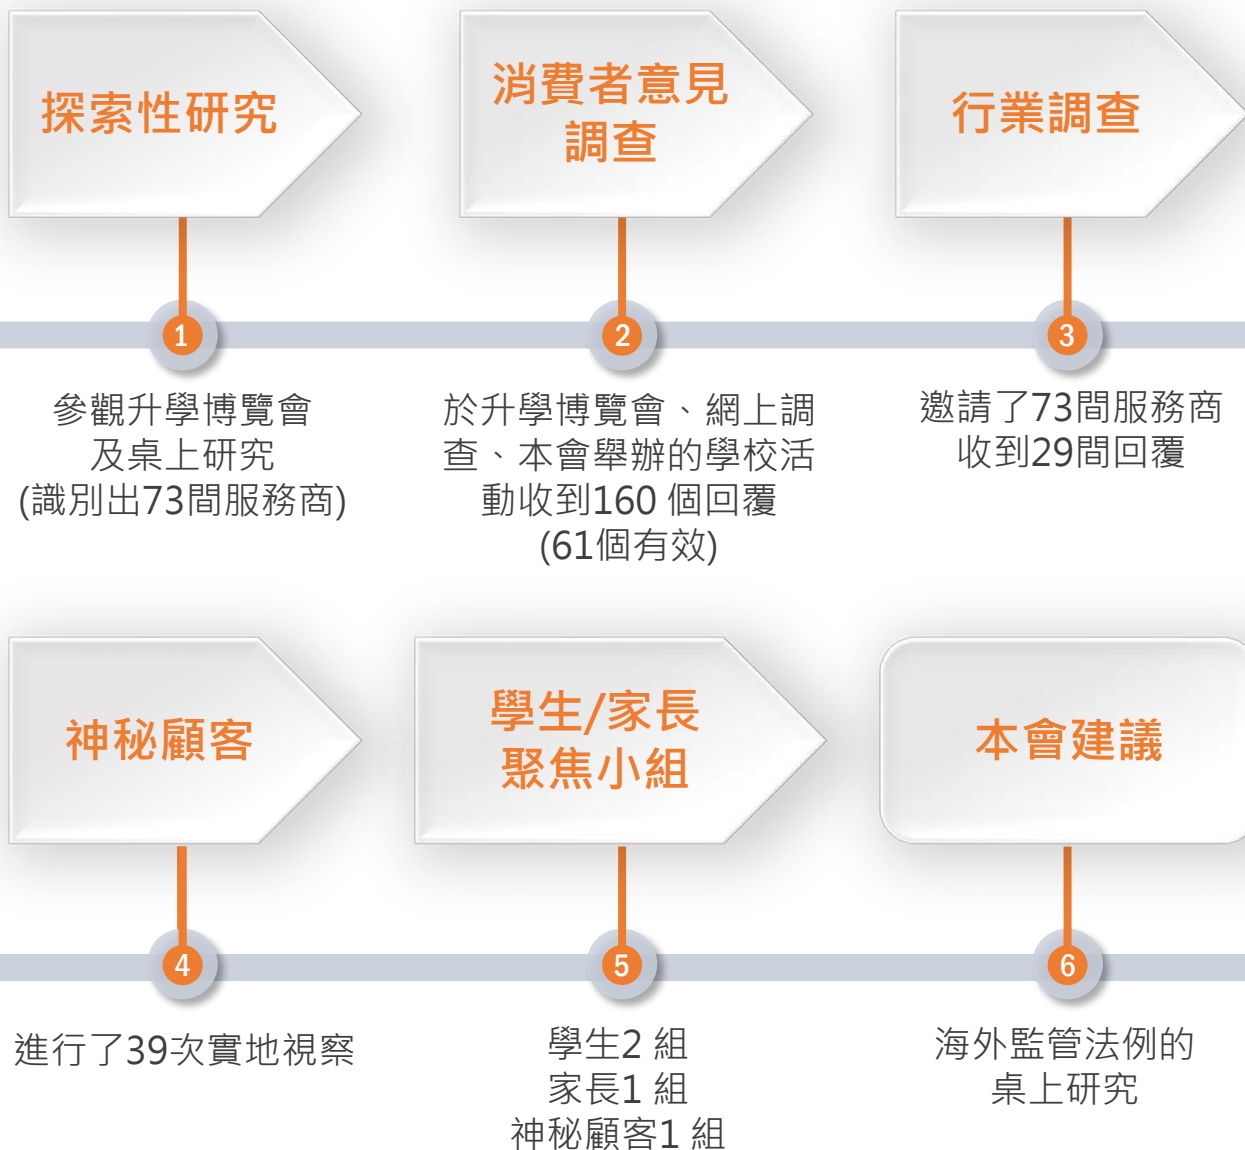 探索性研究
消費者意見
調查
行業調查
1
2
3
參觀升學博覽會
及桌上研究
(識別出73間服務商)
於升學博覽會、網上調
查、本會舉辦的學校活
動收到160 個回覆
(61個有效)
邀請了73間服務商
收到29間回覆
神秘顧客
學生/家長
聚焦小組
本會建議
4
5
6
進行了39次實地視察
學生2 組
家長1 組
神秘顧客1 組
海外監管法例的
桌上研究